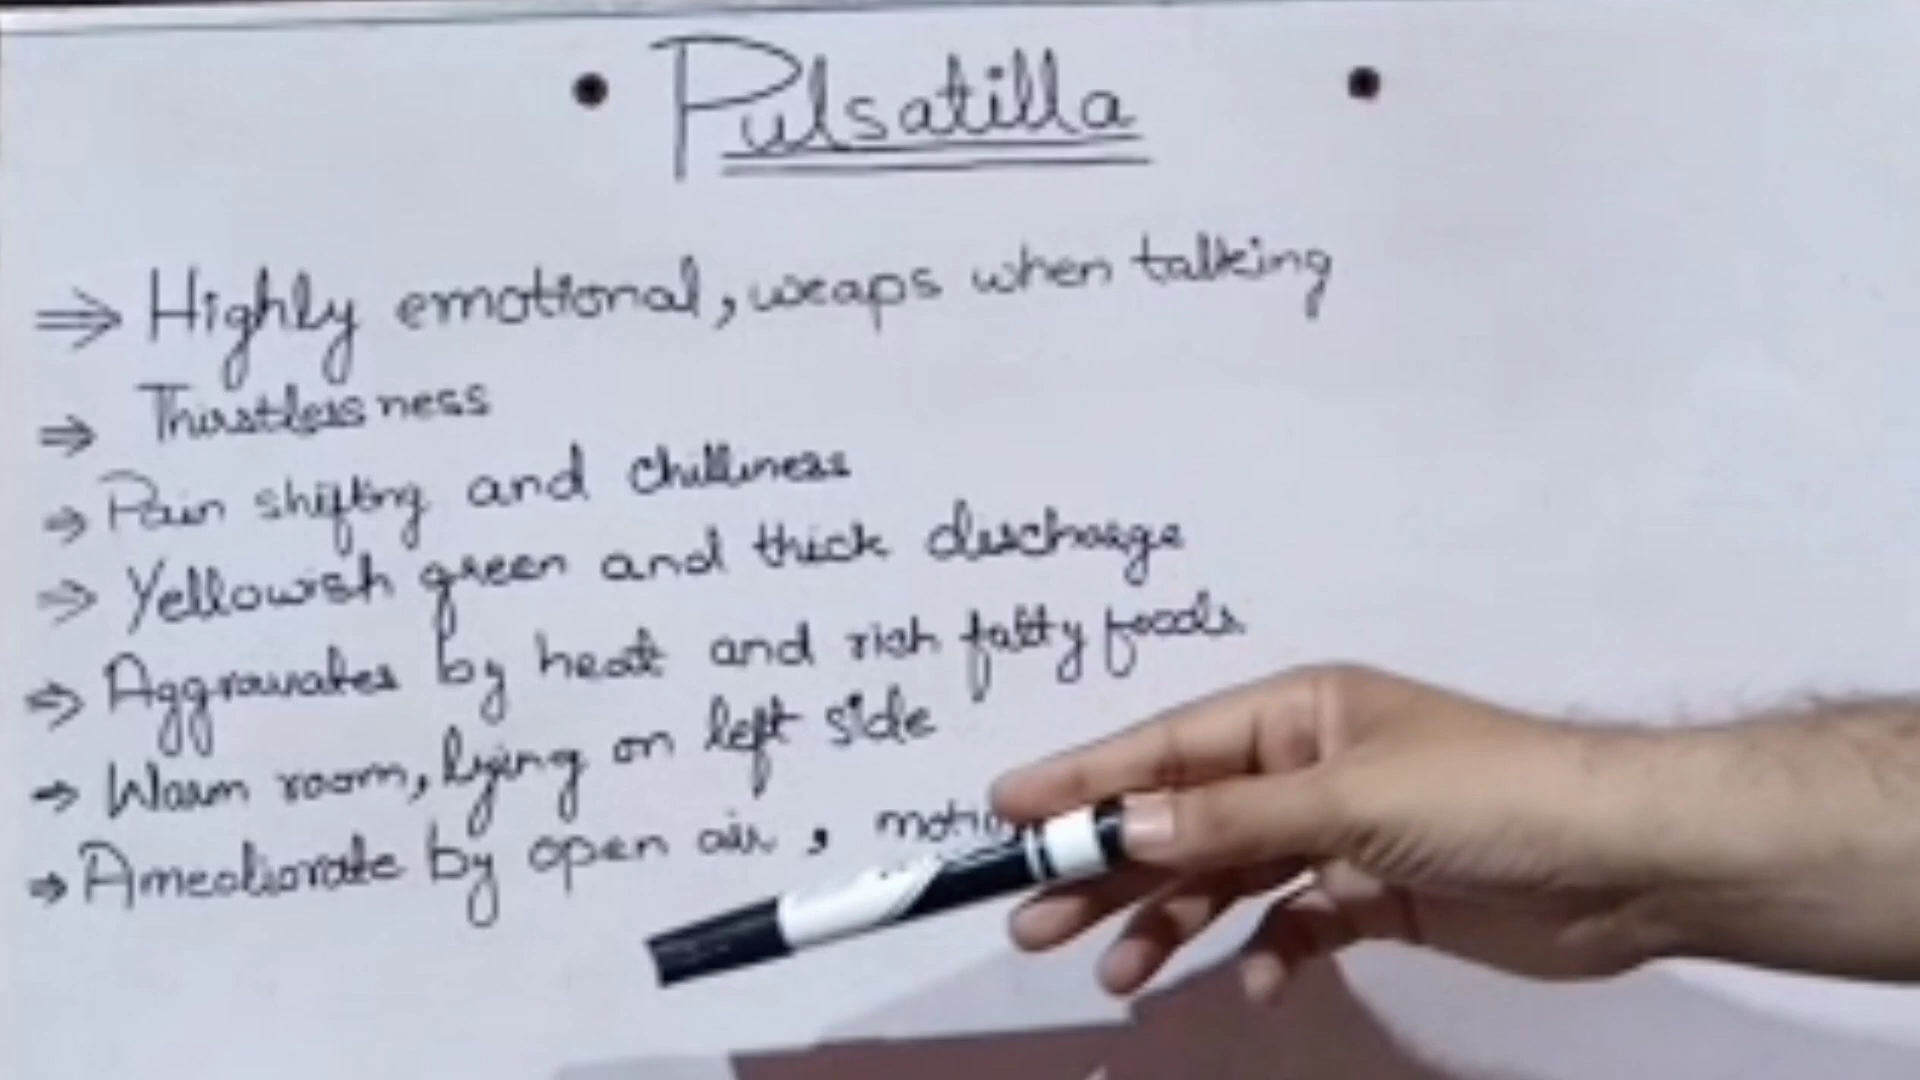 Pulsatilla
⇒ Highly emotional, weaps when talking
⇒ Thirstlessness
⇒ Pain shifting and chilliness
⇒ Yellowish green and thick discharge
⇒ Aggravates by heat and rich fatty foods
⇒ Warm room, lying on left side
⇒ Ameoliorate by open air,